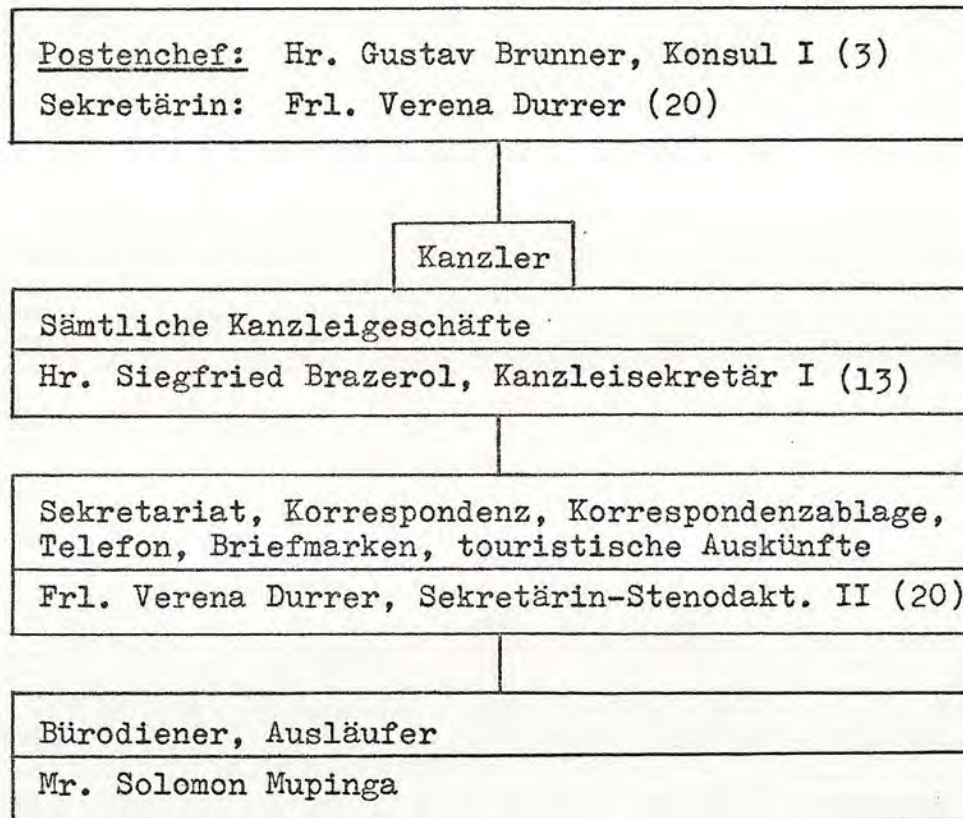 Postenchef: Hr. Gustav Brunner, Konsul I (3)
Sekretärin: Frl. Verena Durrer (20)
Kanzler
Sämtliche Kanzleigeschäfte
Hr. Siegfried Brazerol, Kanzleisekretär I (13)
Sekretariat, Korrespondenz, Korrespondenzablage,
Telefon, Briefmarken, touristische Auskünfte
Frl. Verena Durrer, Sekretärin-Stenodakt. II (20)
Bürodiener, Ausläufer
Mr. Solomon Mupinga